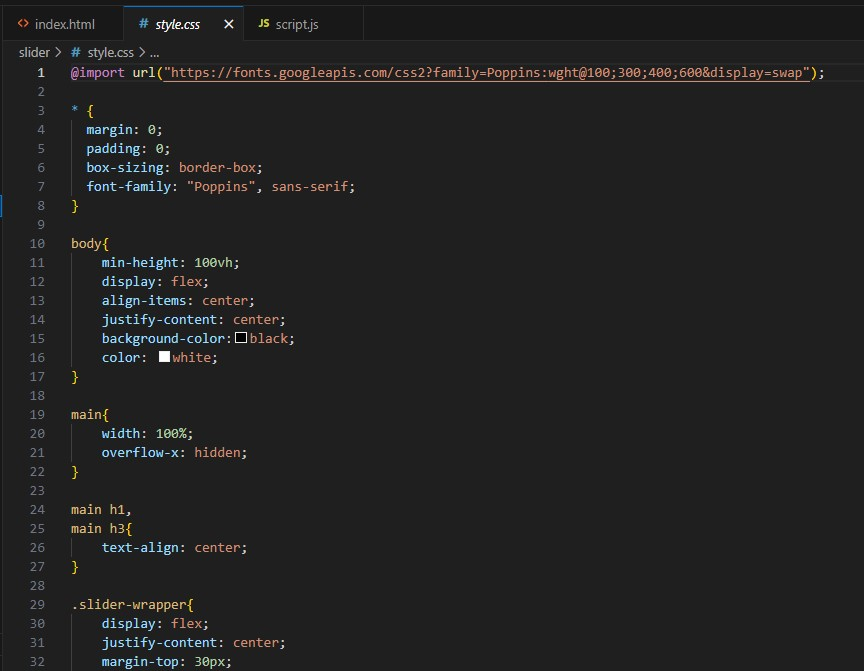 <> index.html # style.css × JS script.js
slider > # style.css > ...
1 @import url("https://fonts.googleapis.com/css2?family=Poppins:wght@100;300;400;600&display=swap");
2
3 * {
4 margin: 0;
5 padding: 0;
6 box-sizing: border-box;
7 font-family: "Poppins", sans-serif;
8 }
9
10 body{
11 min-height: 100vh;
12 display: flex;
13 align-items: center;
14 justify-content: center;
15 background-color: black;
16 color: white;
17 }
18
19 main{
20 width: 100%;
21 overflow-x: hidden;
22 }
23
24 main h1,
25 main h3{
26 text-align: center;
27 }
28
29 .slider-wrapper{
30 display: flex;
31 justify-content: center;
32 margin-top: 30px;